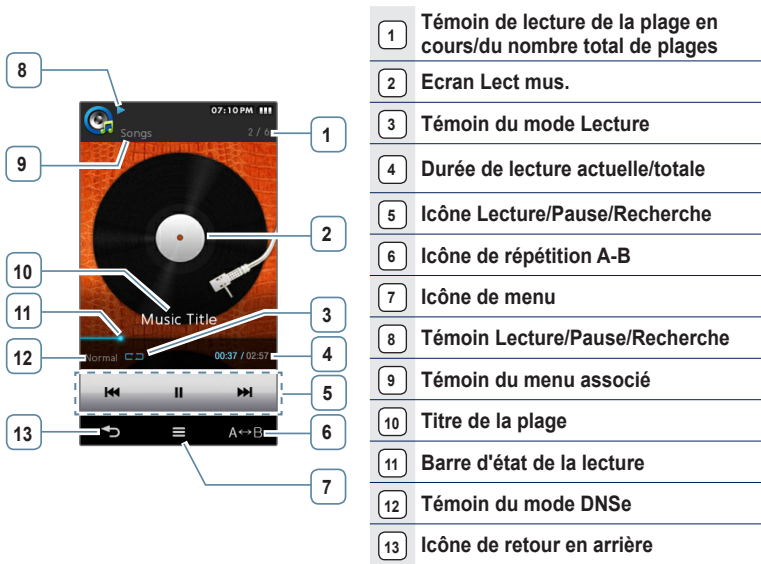 8
07:10 PM
Songs
2 / 6
1
9
2
10
Music Title
11
3
12
Normal
00:37 / 02:57
4
5
13
A↔B
6
7
1 Témoin de lecture de la plage en
cours/du nombre total de plages
2 Ecran Lect mus.
3 Témoin du mode Lecture
4 Durée de lecture actuelle/totale
5 Icône Lecture/Pause/Recherche
6 Icône de répétition A-B
7 Icône de menu
8 Témoin Lecture/Pause/Recherche
9 Témoin du menu associé
10 Titre de la plage
11 Barre d'état de la lecture
12 Témoin du mode DNSe
13 Icône de retour en arrière